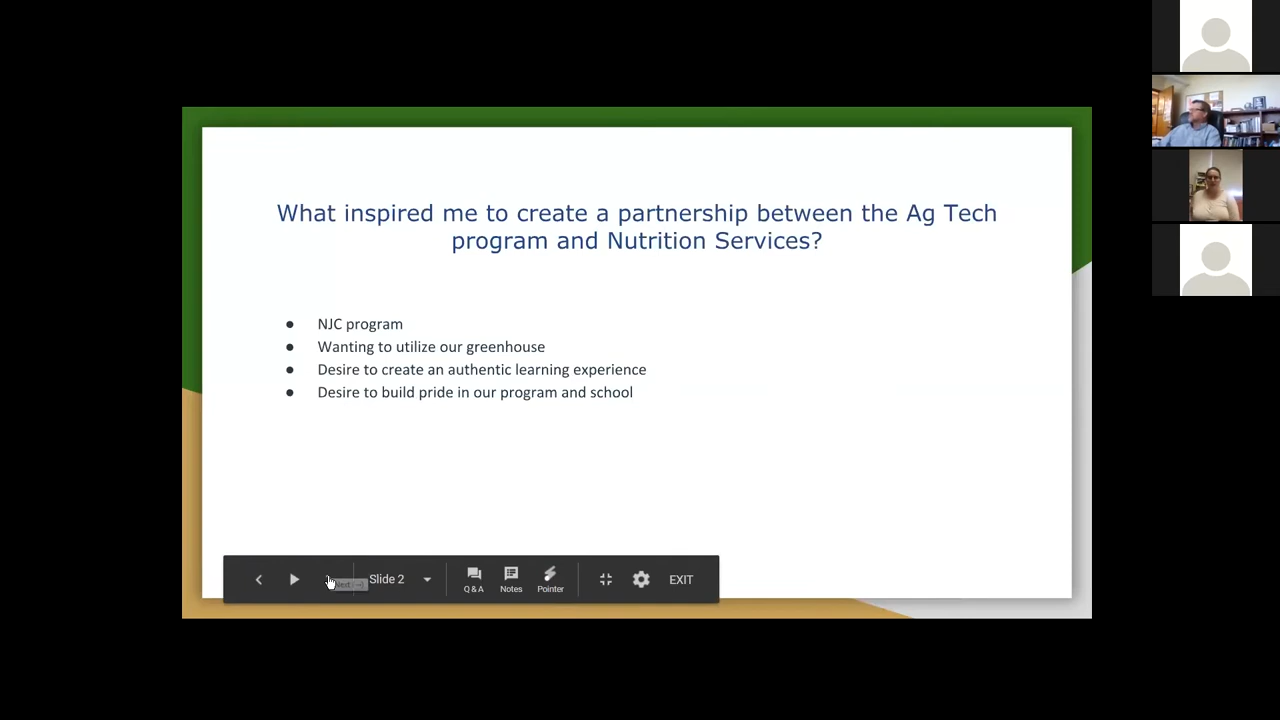 What inspired me to create a partnership between the Ag Tech
program and Nutrition Services?
● NJC program
● Wanting to utilize our greenhouse
● Desire to create an authentic learning experience
● Desire to build pride in our program and school
Slide 2
Q & A
Notes
Pointer
EXIT
Next (→)